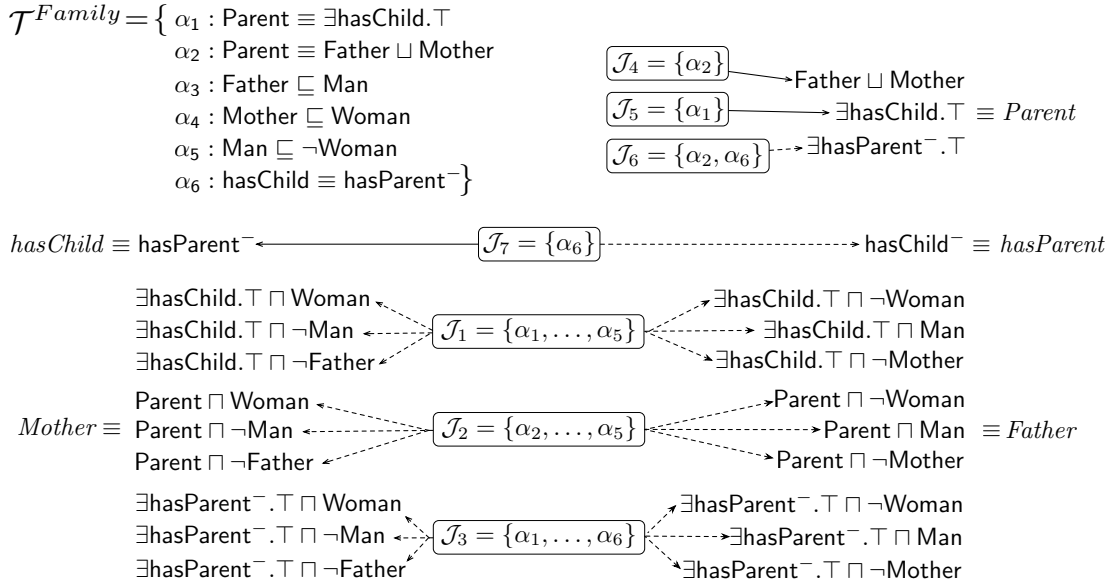 𝒯^Family = { α₁ : Parent ≡ ∃hasChild.⊤
α₂ : Parent ≡ Father ⊔ Mother
α₃ : Father ⊑ Man
α₄ : Mother ⊑ Woman
α₅ : Man ⊑ ¬Woman
α₆ : hasChild ≡ hasParent⁻}
𝒥₄ = {α₂} Father ⊔ Mother
𝒥₅ = {α₁} ∃hasChild.⊤ ≡ Parent
𝒥₆ = {α₂, α₆} ∃hasParent⁻.⊤
hasChild ≡ hasParent⁻ 𝒥₇ = {α₆} hasChild⁻ ≡ hasParent
∃hasChild.⊤ ⊓ Woman ∃hasChild.⊤ ⊓ ¬Woman
∃hasChild.⊤ ⊓ ¬Man 𝒥₁ = {α₁, . . . , α₅} ∃hasChild.⊤ ⊓ Man
∃hasChild.⊤ ⊓ ¬Father ∃hasChild.⊤ ⊓ ¬Mother
Parent ⊓ Woman Parent ⊓ ¬Woman
Mother ≡ Parent ⊓ ¬Man 𝒥₂ = {α₂, . . . , α₅} Parent ⊓ Man ≡ Father
Parent ⊓ ¬Father Parent ⊓ ¬Mother
∃hasParent⁻.⊤ ⊓ Woman ∃hasParent⁻.⊤ ⊓ ¬Woman
∃hasParent⁻.⊤ ⊓ ¬Man 𝒥₃ = {α₁, . . . , α₆} ∃hasParent⁻.⊤ ⊓ Man
∃hasParent⁻.⊤ ⊓ ¬Father ∃hasParent⁻.⊤ ⊓ ¬Mother